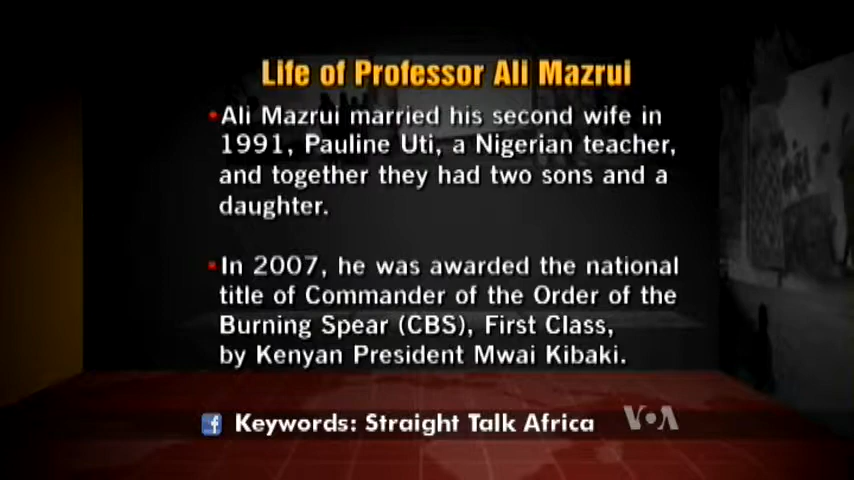 Life of Professor Ali Mazrui
•Ali Mazrui married his second wife in
1991, Pauline Uti, a Nigerian teacher,
and together they had two sons and a
daughter.
•In 2007, he was awarded the national
title of Commander of the Order of the
Burning Spear (CBS), First Class,
by Kenyan President Mwai Kibaki.
f Keywords: Straight Talk Africa VOA